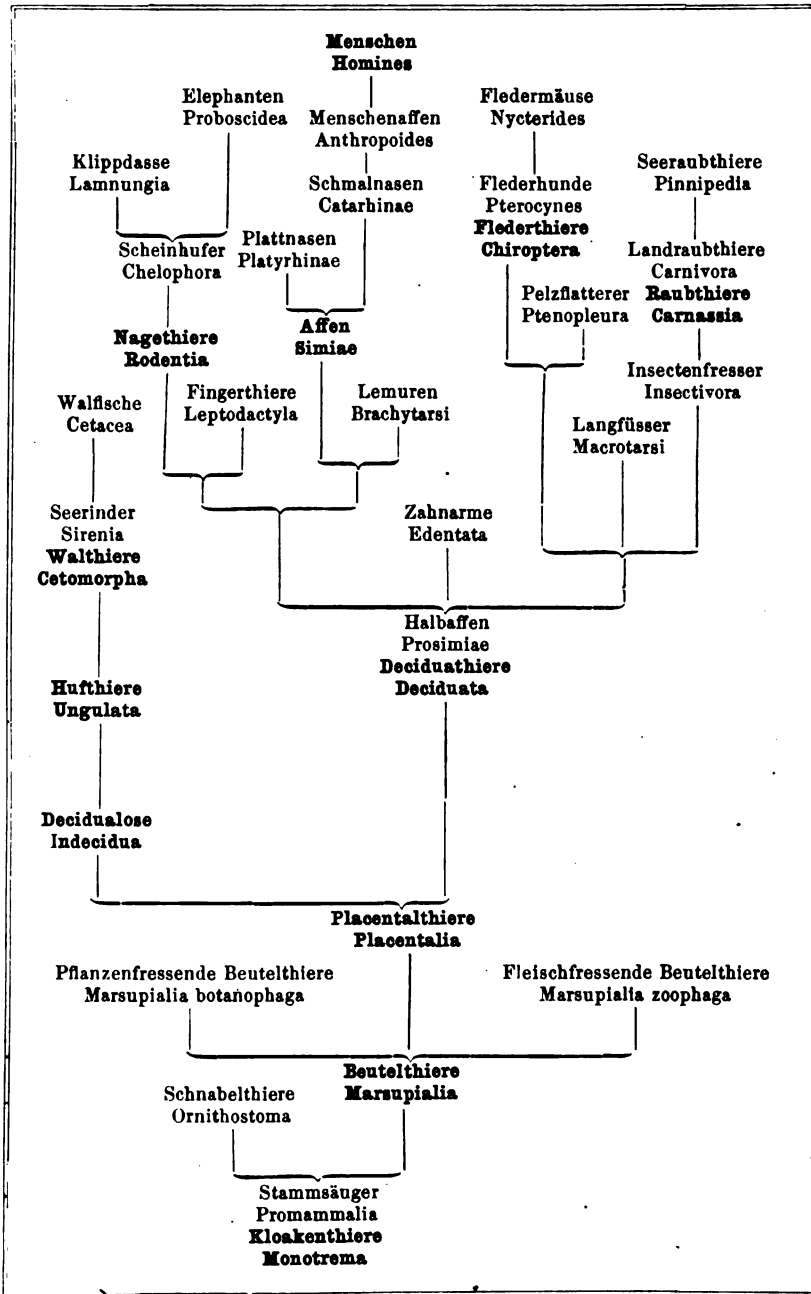 Menschen
Homines
Elephanten
Proboscidea
Menschenaffen
Anthropoides
Fledermäuse
Nycterides
Klippdasse
Lamnungia
Schmalnasen
Catarhinae
Flederhunde
Pterocynes
Flederthiere
Chiroptera
Seeraubthiere
Pinnipedia
Scheinhufer
Chelophora
Plattnasen
Platyrhinae
Landraubthiere
Carnivora
Raubthiere
Carnassia
Pelzflatterer
Ptenopleura
Nagethiere
Rodentia
Affen
Simiae
Insectenfresser
Insectivora
Walfische
Cetacea
Fingerthiere
Leptodactyla
Lemuren
Brachytarsi
Langfüsser
Macrotarsi
Seerinder
Sirenia
Walthiere
Cetomorpha
Zahnarme
Edentata
Halbaffen
Prosimiae
Deciduathiere
Deciduata
Hufthiere
Ungulata
Decidualose
Indecidua
Placentalthiere
Placentalia
Pflanzenfressende Beutelthiere
Marsupialia botanophaga
Fleischfressende Beutelthiere
Marsupialia zoophaga
Beutelthiere
Marsupialia
Schnabelthiere
Ornithostoma
Stammsäuger
Promammalia
Kloakenthiere
Monotrema